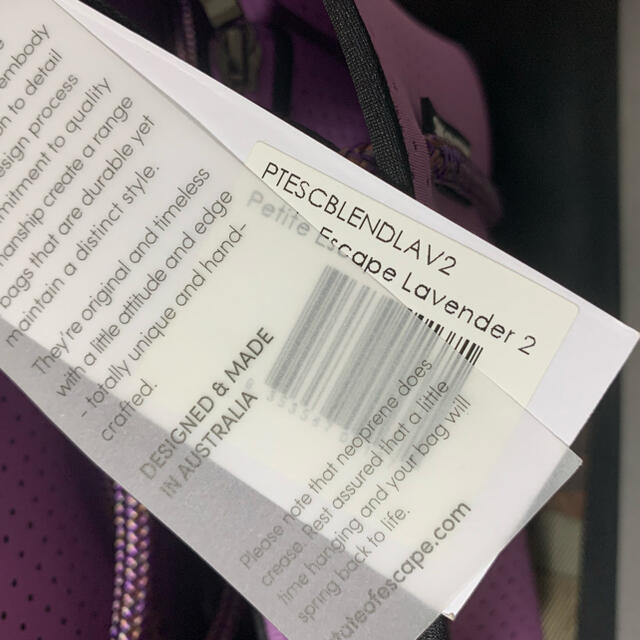 embody
to detail
design process
commitment to quality
create a range
bags that are durable yet
maintain a distinct style.
They're original and timeless
with a little attitude and edge
- totally unique and hand-
crafted.
DESIGNED & MADE
IN AUSTRALIA
PTESCBLENDLAV2
Petite Escape Lavender 2
Please note that neoprene does
crease. Rest assured that a little
time hanging and your bag will
spring back to life.
tateofescape.com